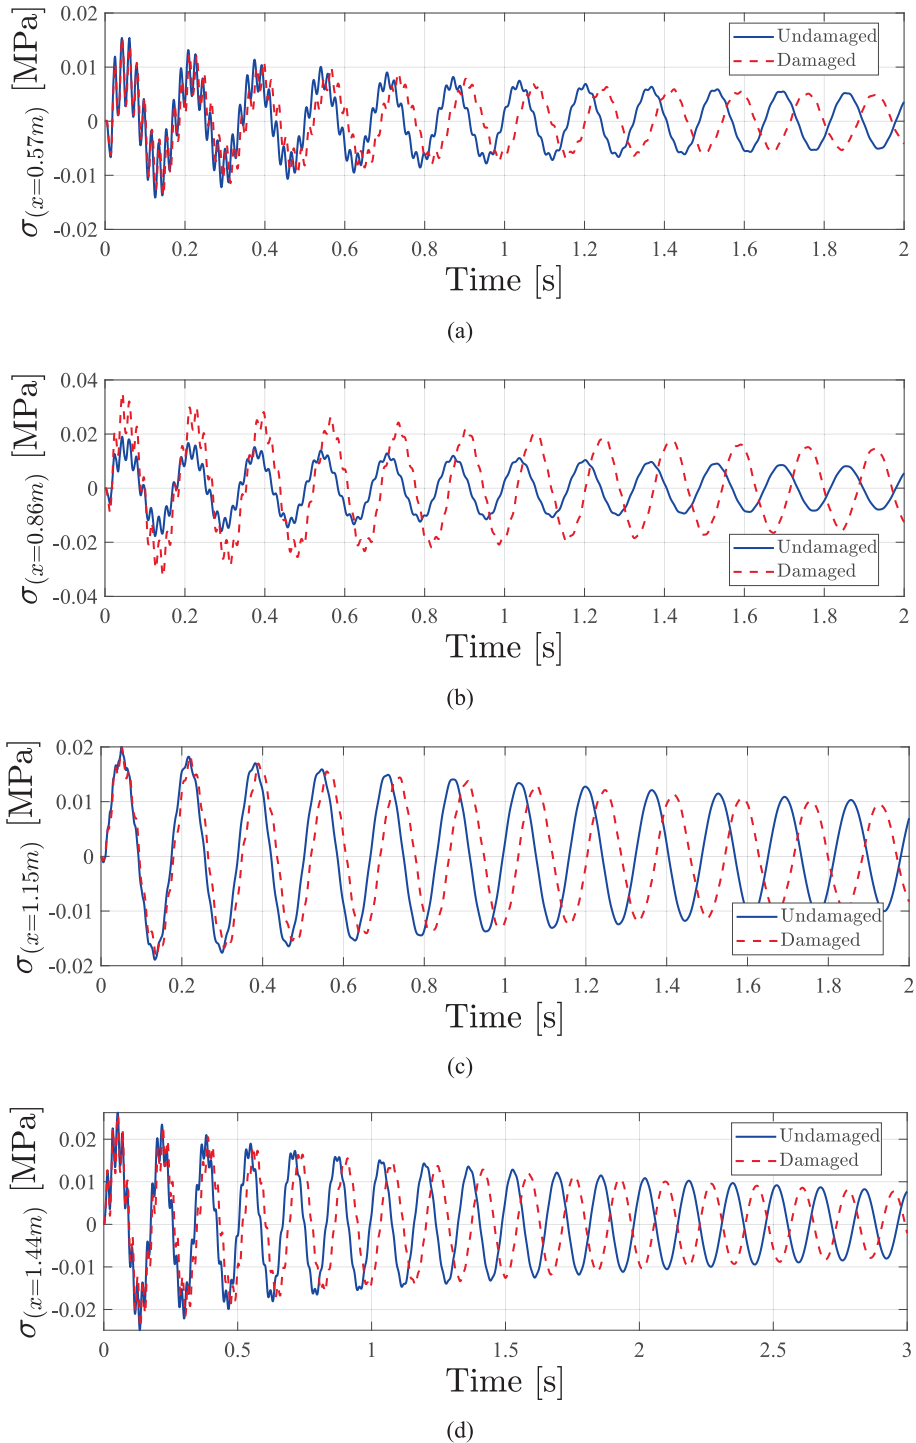 0.02
0.01
0
-0.01
-0.02
σ(x=0.57m) [MPa]
Undamaged
Damaged
0 0.2 0.4 0.6 0.8 1 1.2 1.4 1.6 1.8 2
Time [s]
(a)
0.04
0.02
0
-0.02
-0.04
σ(x=0.86m) [MPa]
Undamaged
Damaged
0 0.2 0.4 0.6 0.8 1 1.2 1.4 1.6 1.8 2
Time [s]
(b)
0.02
0.01
0
-0.01
-0.02
σ(x=1.15m) [MPa]
Undamaged
Damaged
0 0.2 0.4 0.6 0.8 1 1.2 1.4 1.6 1.8 2
Time [s]
(c)
0.02
0.01
0
-0.01
-0.02
σ(x=1.44m) [MPa]
Undamaged
Damaged
0 0.5 1 1.5 2 2.5 3
Time [s]
(d)